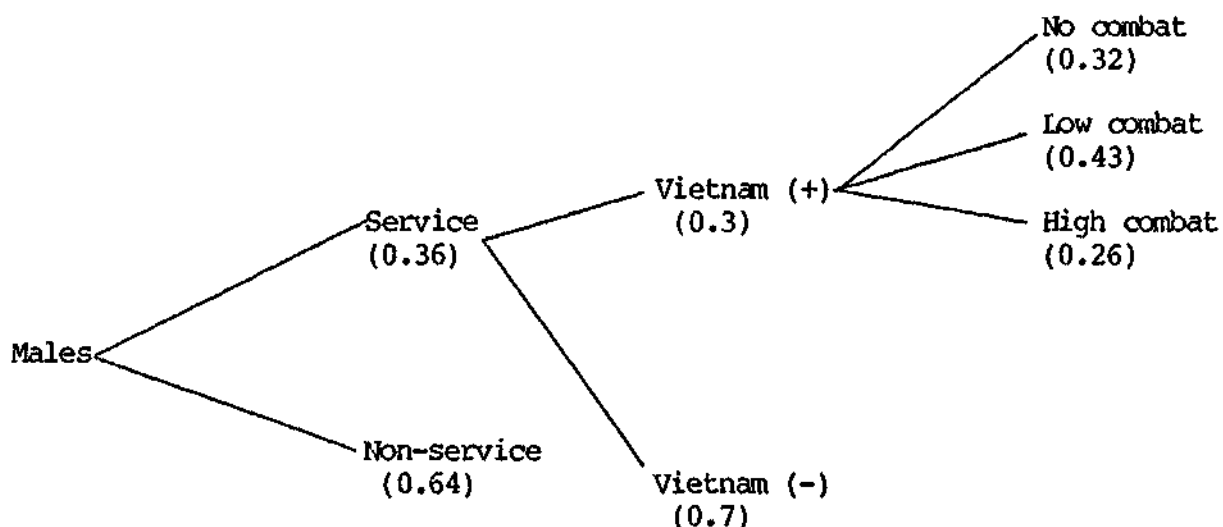 No combat
(0.32)
Low combat
(0.43)
Vietnam (+)
(0.3)
Service
(0.36)
High combat
(0.26)
Males
Non-service
(0.64)
Vietnam (-)
(0.7)